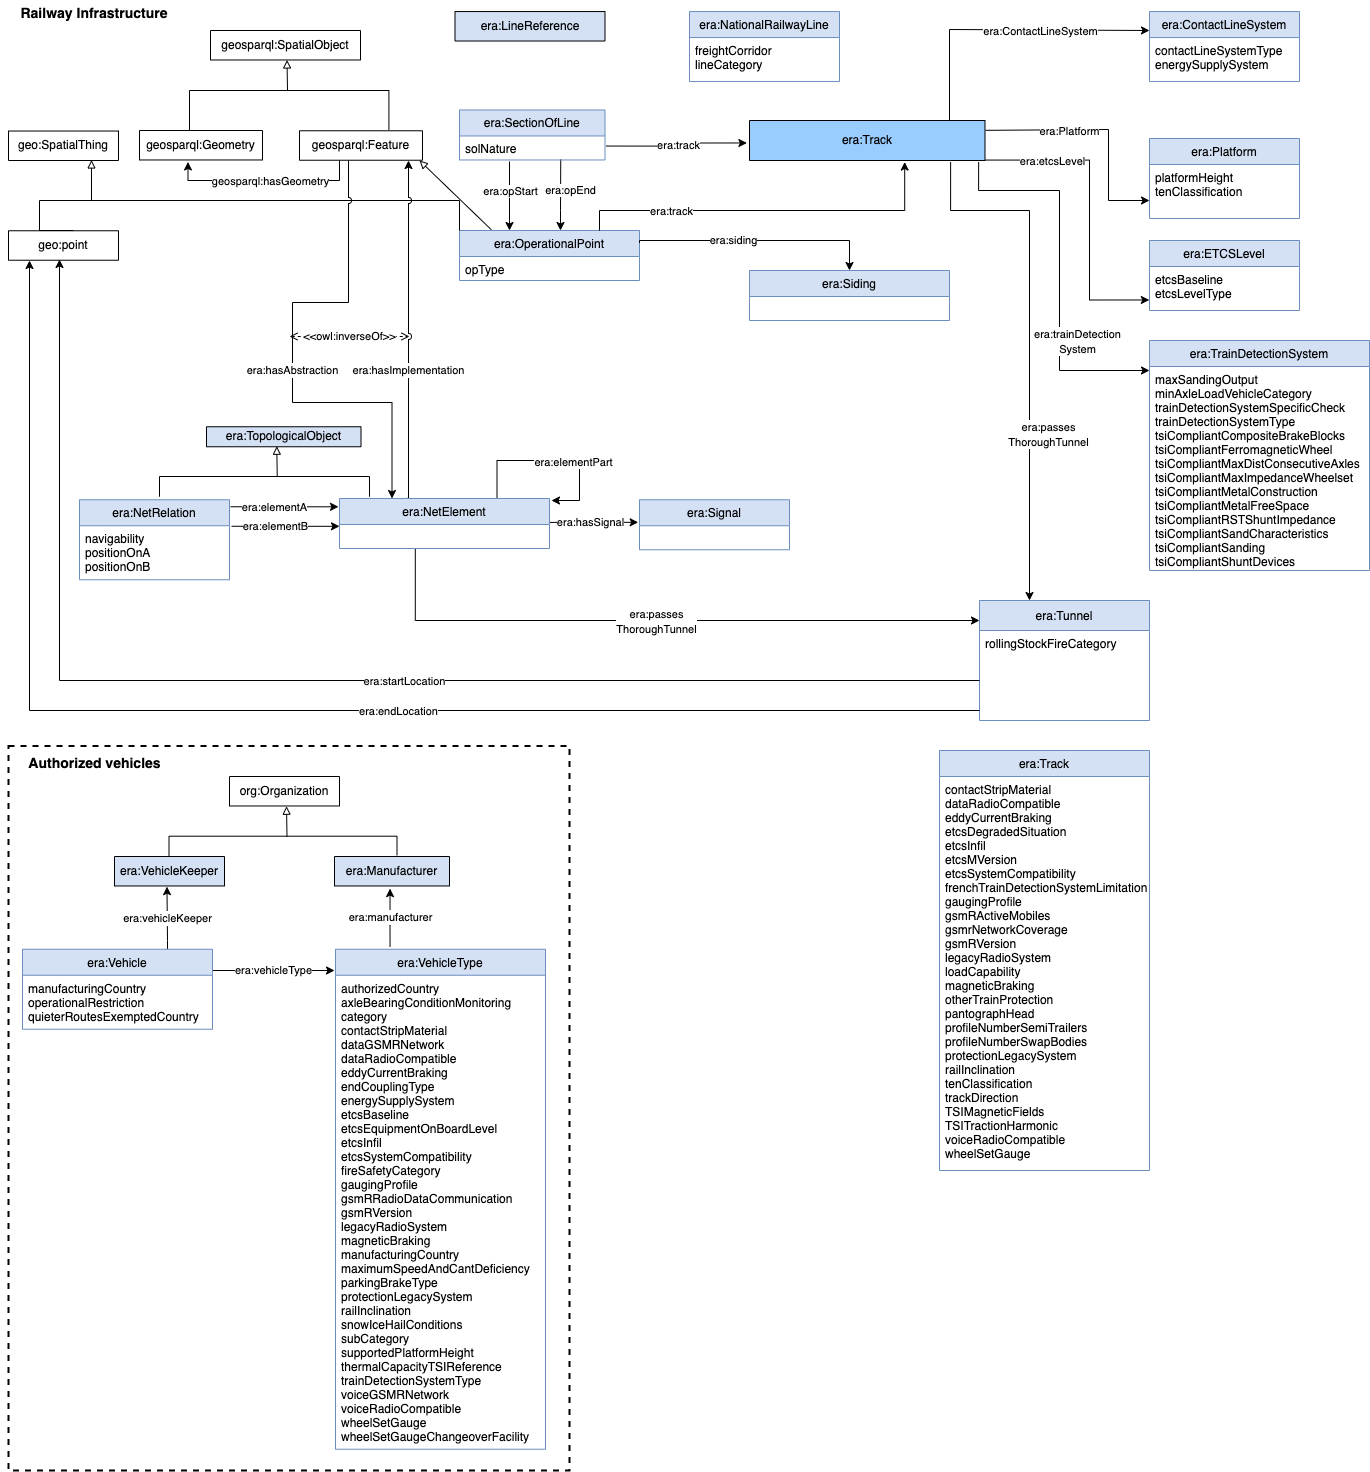 Railway Infrastructure
era:LineReference
era:NationalRailwayLine
freightCorridor
lineCategory
era:ContactLineSystem
era:ContactLineSystem
contactLineSystemType
energySupplySystem
geosparql:SpatialObject
geo:SpatialThing
geosparql:Geometry
geosparql:Feature
geosparql:hasGeometry
era:SectionOfLine
solNature
era:track
era:Track
era:Platform
era:etcsLevel
era:Platform
platformHeight
tenClassification
era:opStart
era:opEnd
era:track
geo:point
era:OperationalPoint
opType
era:siding
era:Siding
era:ETCSLevel
etcsBaseline
etcsLevelType
<<owl:inverseOf>>
era:hasAbstraction
era:hasImplementation
era:trainDetection
System
era:TrainDetectionSystem
maxSandingOutput
minAxleLoadVehicleCategory
trainDetectionSystemSpecificCheck
trainDetectionSystemType
tsiCompliantCompositeBrakeBlocks
tsiCompliantFerromagneticWheel
tsiCompliantMaxDistConsecutiveAxles
tsiCompliantMaxImpedanceWheelset
tsiCompliantMetalConstruction
tsiCompliantMetalFreeSpace
tsiCompliantRSTShuntImpedance
tsiCompliantSandCharacteristics
tsiCompliantSanding
tsiCompliantShuntDevices
era:passes
ThoroughTunnel
era:TopologicalObject
era:elementPart
era:NetRelation
navigability
positionOnA
positionOnB
era:elementA
era:elementB
era:NetElement
era:hasSignal
era:Signal
era:passes
ThoroughTunnel
era:Tunnel
rollingStockFireCategory
era:startLocation
era:endLocation
Authorized vehicles
org:Organization
era:VehicleKeeper
era:Manufacturer
era:vehicleKeeper
era:manufacturer
era:Vehicle
manufacturingCountry
operationalRestriction
quieterRoutesExemptedCountry
era:vehicleType
era:VehicleType
authorizedCountry
axleBearingConditionMonitoring
category
contactStripMaterial
dataGSMRNetwork
dataRadioCompatible
eddyCurrentBraking
endCouplingType
energySupplySystem
etcsBaseline
etcsEquipmentOnBoardLevel
etcsInfil
etcsSystemCompatibility
fireSafetyCategory
gaugingProfile
gsmRRadioDataCommunication
gsmRVersion
legacyRadioSystem
magneticBraking
manufacturingCountry
maximumSpeedAndCantDeficiency
parkingBrakeType
protectionLegacySystem
railInclination
snowIceHailConditions
subCategory
supportedPlatformHeight
thermalCapacityTSIReference
trainDetectionSystemType
voiceGSMRNetwork
voiceRadioCompatible
wheelSetGauge
wheelSetGaugeChangeoverFacility
era:Track
contactStripMaterial
dataRadioCompatible
eddyCurrentBraking
etcsDegradedSituation
etcsInfil
etcsMVersion
etcsSystemCompatibility
frenchTrainDetectionSystemLimitation
gaugingProfile
gsmRActiveMobiles
gsmrNetworkCoverage
gsmRVersion
legacyRadioSystem
loadCapability
magneticBraking
otherTrainProtection
pantographHead
profileNumberSemiTrailers
profileNumberSwapBodies
protectionLegacySystem
railInclination
tenClassification
trackDirection
TSIMagneticFields
TSITractionHarmonic
voiceRadioCompatible
wheelSetGauge